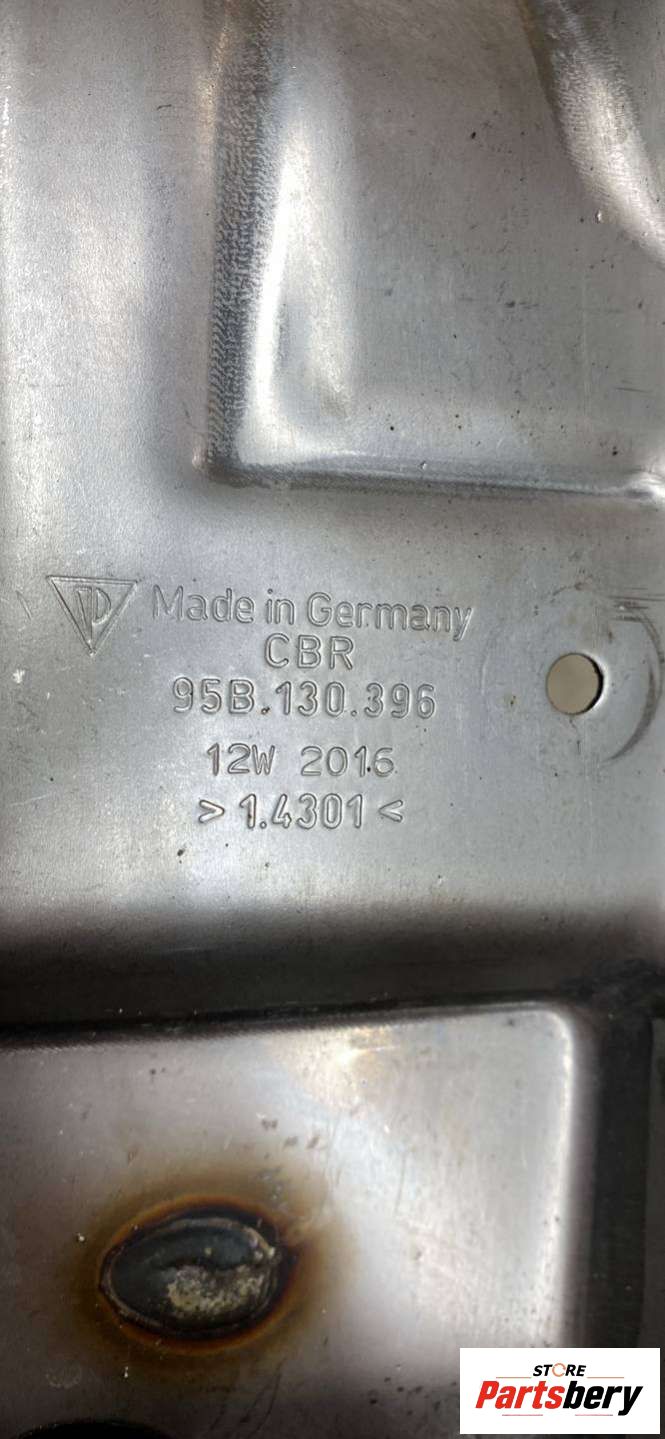 Made in Germany
CBR
95B.130.396
12W 2016
>1.4301<
STORE
Partsbery